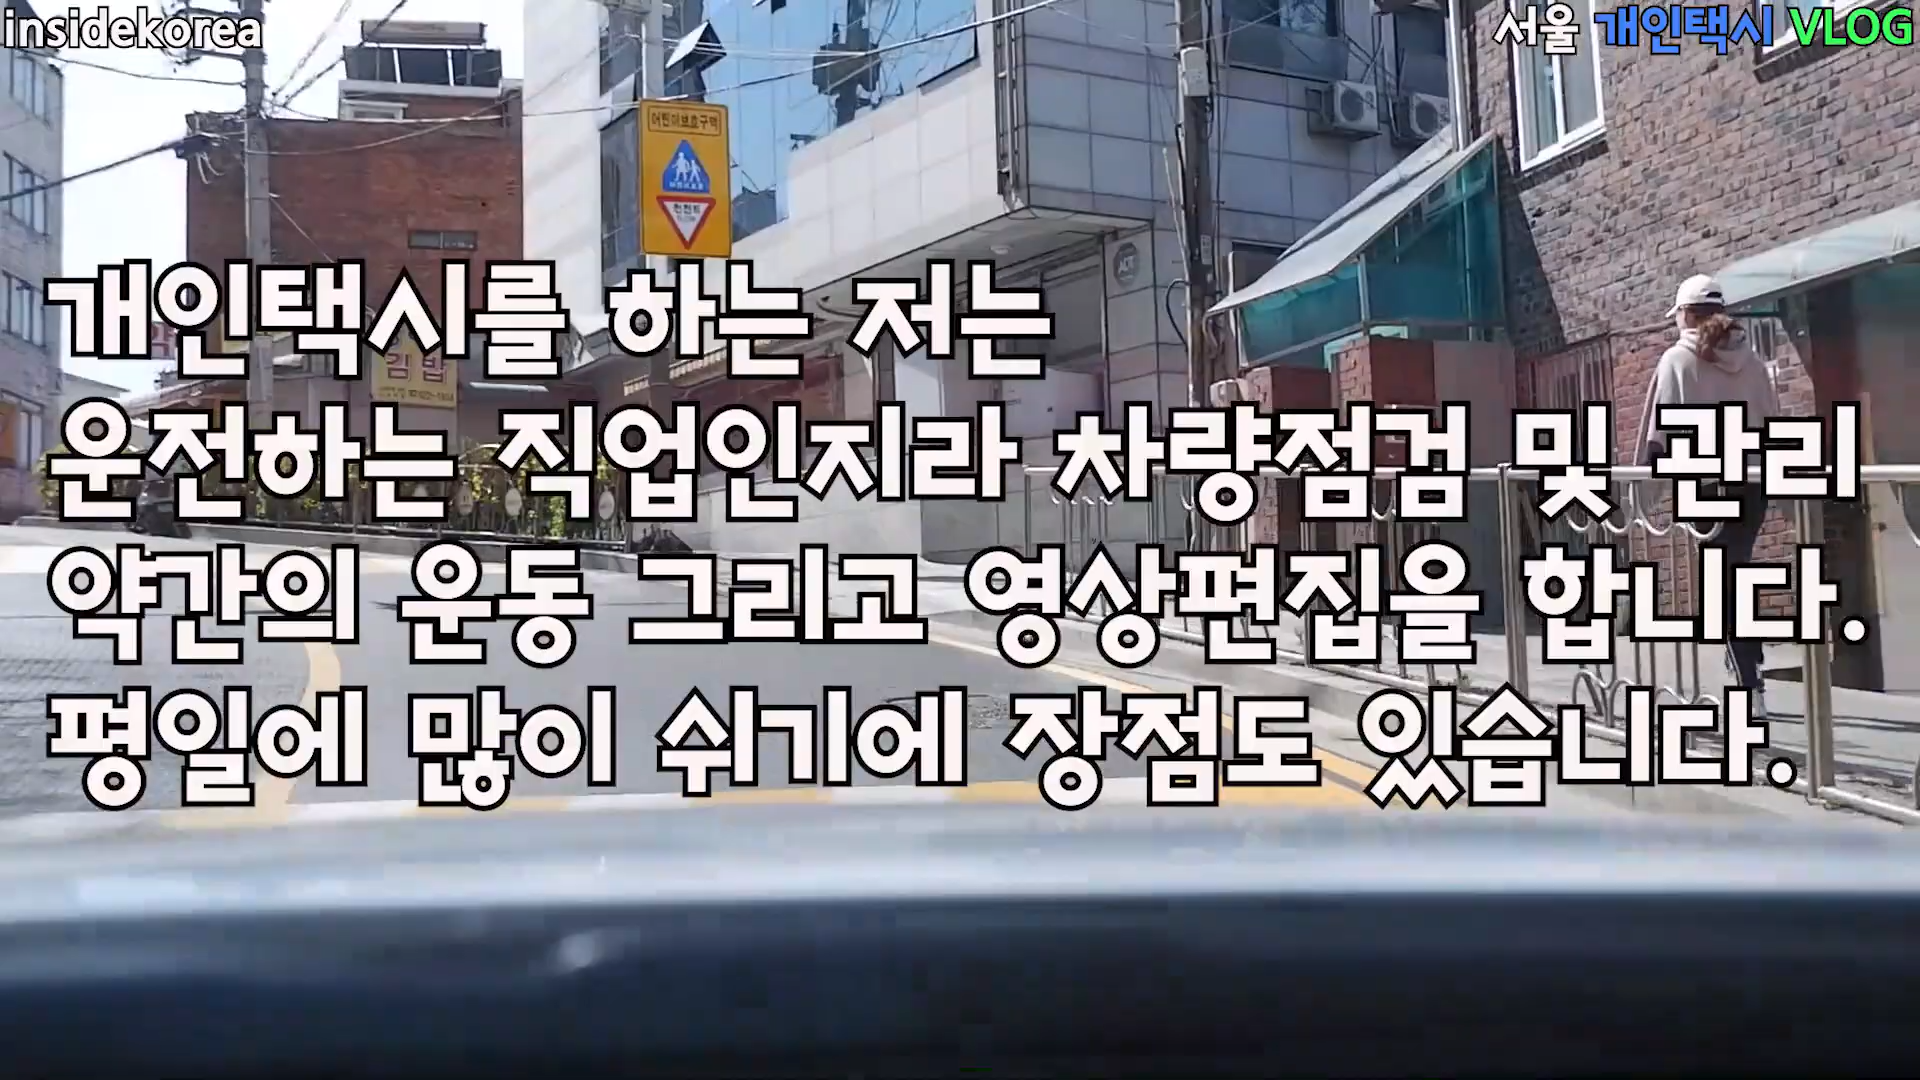 insidekorea
서울 개인택시 VLOG
어린이보호구역
천천히
김밥
개인택시를 하는 저는
운전하는 직업인지라 차량점검 및 관리
약간의 운동 그리고 영상편집을 합니다.
평일에 많이 쉬기에 장점도 있습니다.